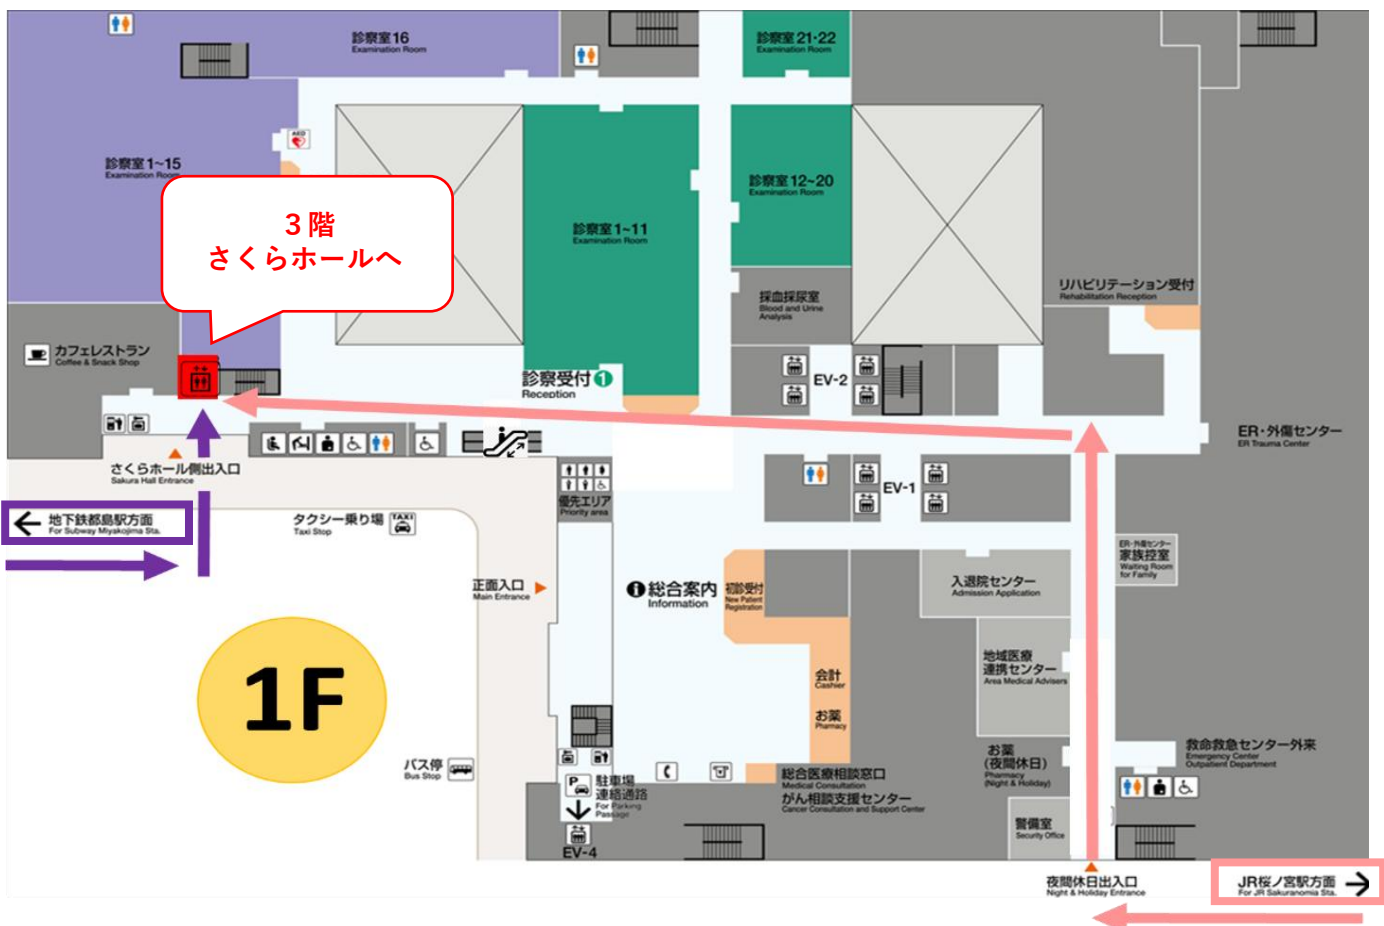 診察室16
Examination Room
診察室21・22
Examination Room
AED
診察室1~15
Examination Room
診察室12~20
Examination Room
3階
さくらホールへ
診察室1~11
Examination Room
採血採尿室
Blood and Urine
Analysis
リハビリテーション受付
Rehabilitation Reception
カフェレストラン
Coffee & Snack Shop
診察受付1
Reception
EV-2
ER・外傷センター
ER Trauma Center
さくらホール側出入口
Sakura Hall Entrance
EV-1
優先エリア
Priority area
地下鉄都島駅方面
For Subway Miyakojima Sta.
タクシー乗り場
Taxi Stop
TAXI
ER・外傷センター
家族控室
Waiting Room
for Family
正面入口
Main Entrance
総合案内
Information
初診受付
New Patient
Registration
入退院センター
Admission Application
1F
会計
Cashier
お薬
Pharmacy
地域医療
連携センター
Area Medical Advisers
バス停
Bus Stop
P
駐車場
連絡通路
For Parking
Passage
EV-4
総合医療相談窓口
Medical Consultation
がん相談支援センター
Cancer Consultation and Support Center
お薬
(夜間休日)
Pharmacy
(Night & Holiday)
救命救急センター外来
Emergency Center
Outpatient Department
警備室
Security Office
夜間休日出入口
Night & Holiday Entrance
JR桜ノ宮駅方面
For JR Sakuranomia Sta.